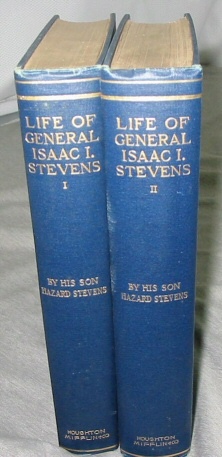 LIFE OF
GENERAL
ISAAC I.
STEVENS
I
BY HIS SON
HAZARD STEVENS
HOUGHTON
MIFFLIN & CO
LIFE OF
GENERAL
ISAAC I.
STEVENS
II
BY HIS SON
HAZARD STEVENS
HOUGHTON
MIFFLIN & CO